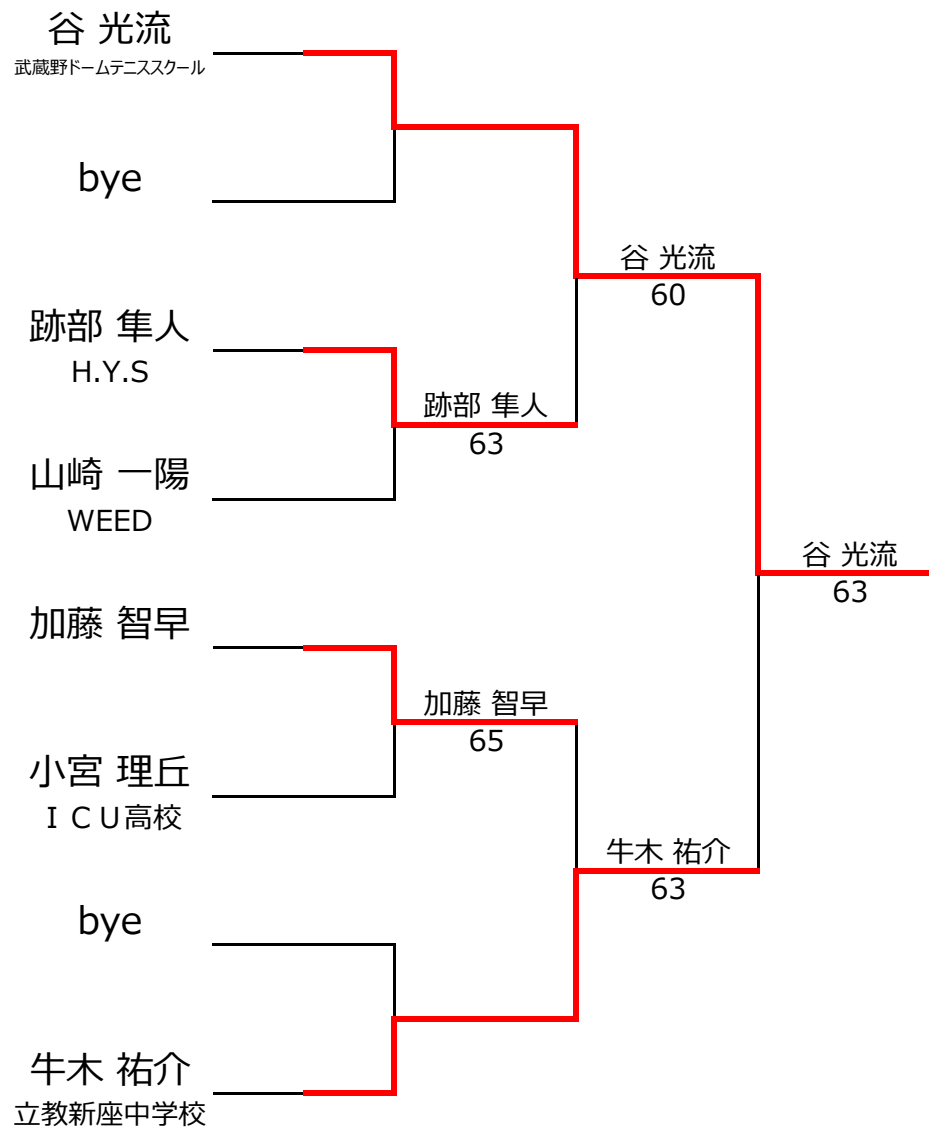 谷 光流
武蔵野ドームテニススクール
bye
跡部 隼人
H.Y.S
山崎 一陽
WEED
加藤 智早
小宮 理丘
ＩＣＵ高校
bye
牛木 祐介
立教新座中学校
跡部 隼人
63
加藤 智早
65
谷 光流
60
牛木 祐介
63
谷 光流
63